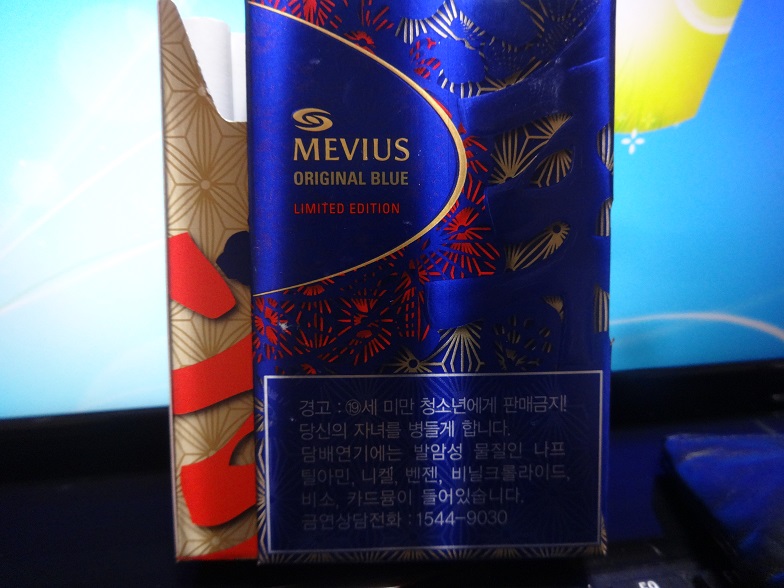 MEVIUS
ORIGINAL BLUE
LIMITED EDITION
경고 : ⑲세 미만 청소년에게 판매금지!
당신의 자녀를 병들게 합니다.
담배연기에는 발암성 물질인 나프
틸아민, 니켈, 벤젠, 비닐크롤라이드,
비소, 카드뮴이 들어있습니다.
금연상담전화 : 1544-9030